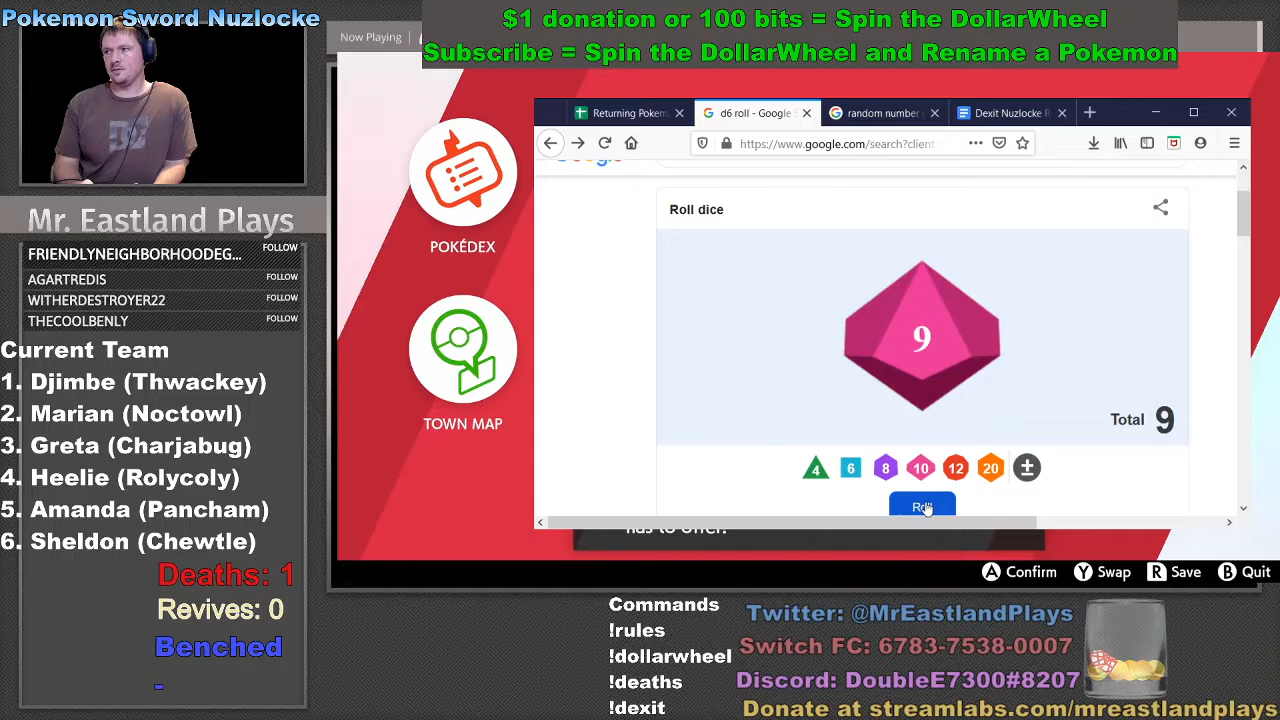 Pokemon Sword Nuzlocke
$1 donation or 100 bits = Spin the DollarWheel
Subscribe = Spin the DollarWheel and Rename a Pokemon
Now Playing
Returning Pokem
d6 roll - Google S
random number
Dexit Nuzlocke R
https://www.google.com/search?client
Roll dice
9
Total 9
4 6 8 10 12 20 ±
Roll
POKÉDEX
TOWN MAP
has to offer!
Mr. Eastland Plays
FRIENDLYNEIGHBORHOODEG... FOLLOW
AGARTREDIS FOLLOW
WITHERDESTROYER22 FOLLOW
THECOOLBENLY FOLLOW
Current Team
1. Djimbe (Thwackey)
2. Marian (Noctowl)
3. Greta (Charjabug)
4. Heelie (Rolycoly)
5. Amanda (Pancham)
6. Sheldon (Chewtle)
Deaths: 1
Revives: 0
Benched
-
A Confirm Y Swap R Save B Quit
Commands
!rules
!dollarwheel
!deaths
!dexit
Twitter: @MrEastlandPlays
Switch FC: 6783-7538-0007
Discord: DoubleE7300#8207
Donate at streamlabs.com/mreastlandplays